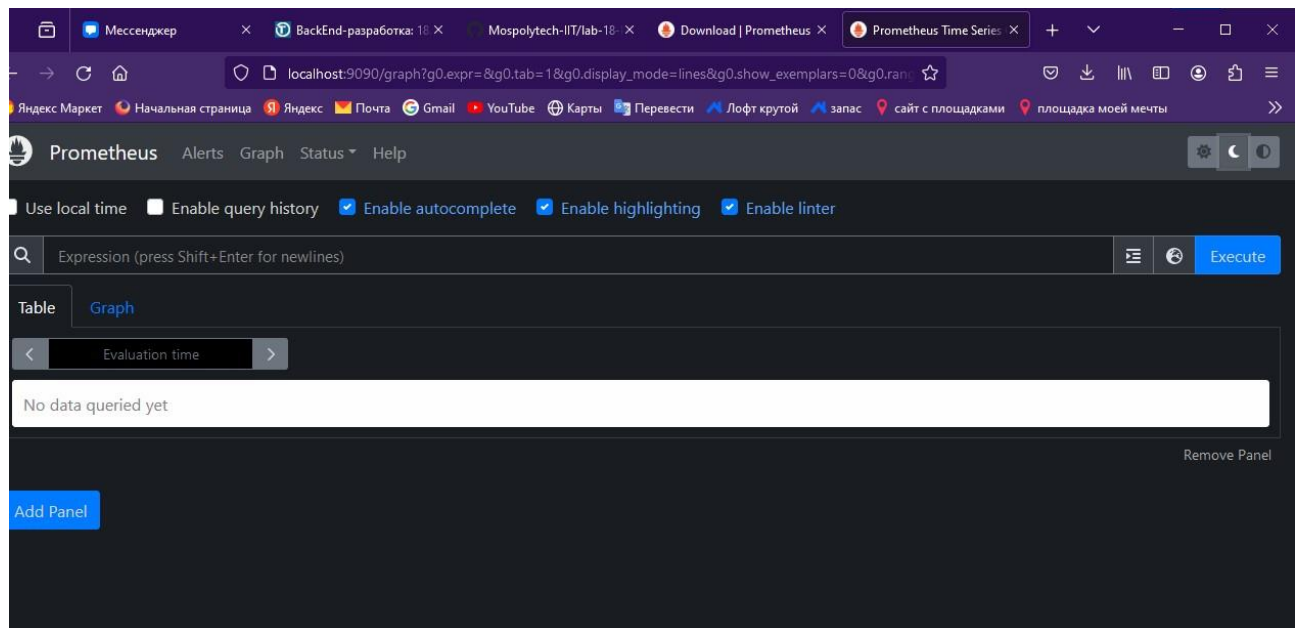 Мессенджер
BackEnd-разработка: 18
Mospolytech-IIT/lab-18-
Download | Prometheus
Prometheus Time Series
localhost:9090/graph?g0.expr=&g0.tab=1&g0.display_mode=lines&g0.show_exemplars=0&g0.rang
Яндекс Маркет Начальная страница Яндекс Почта Gmail YouTube Карты Перевести Лофт крутой запас сайт с площадками площадка моей мечты
Prometheus Alerts Graph Status Help
Use local time Enable query history Enable autocomplete Enable highlighting Enable linter
Expression (press Shift+Enter for newlines) Execute
Table Graph
Evaluation time
No data queried yet
Remove Panel
Add Panel